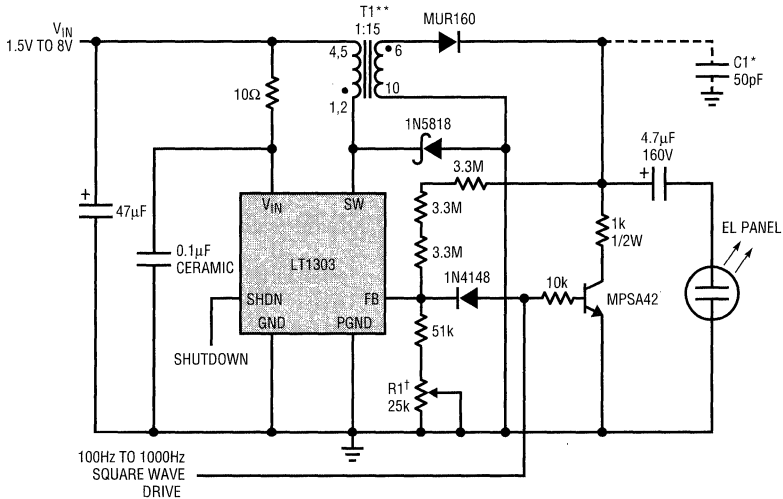 T1**
1:15
MUR160
VIN
1.5V TO 8V
4,5
6
C1*
50pF
10Ω
1,2
10
1N5818
4.7µF
160V
+
3.3M
+
47µF
VIN
SW
3.3M
1k
1/2W
EL PANEL
0.1µF
CERAMIC
LT1303
3.3M
1N4148
10k
MPSA42
SHDN
FB
GND
PGND
51k
SHUTDOWN
R1†
25k
100Hz TO 1000Hz
SQUARE WAVE
DRIVE